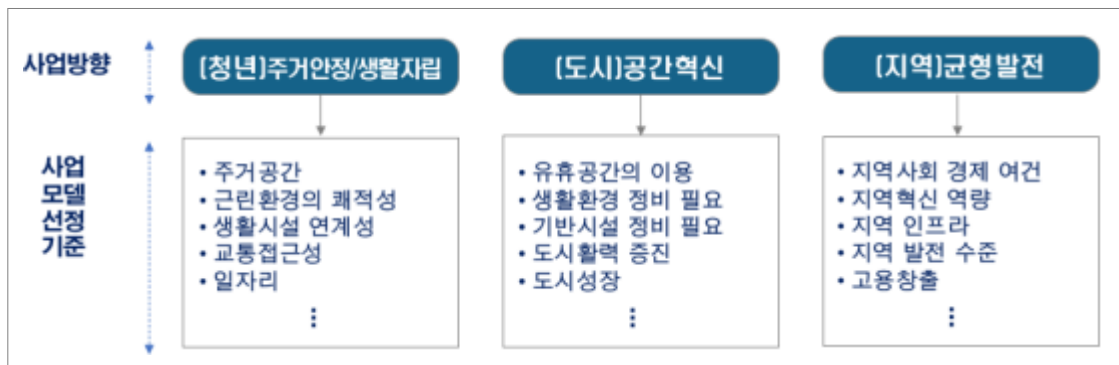 사업방향
(청년)주거안정/생활자립
(도시)공간혁신
(지역)균형발전
사업
모델
선정
기준
• 주거공간
• 근린환경의 쾌적성
• 생활시설 연계성
• 교통접근성
• 일자리
⋮
• 유휴공간의 이용
• 생활환경 정비 필요
• 기반시설 정비 필요
• 도시활력 증진
• 도시성장
⋮
• 지역사회 경제 여건
• 지역혁신 역량
• 지역 인프라
• 지역 발전 수준
• 고용창출
⋮